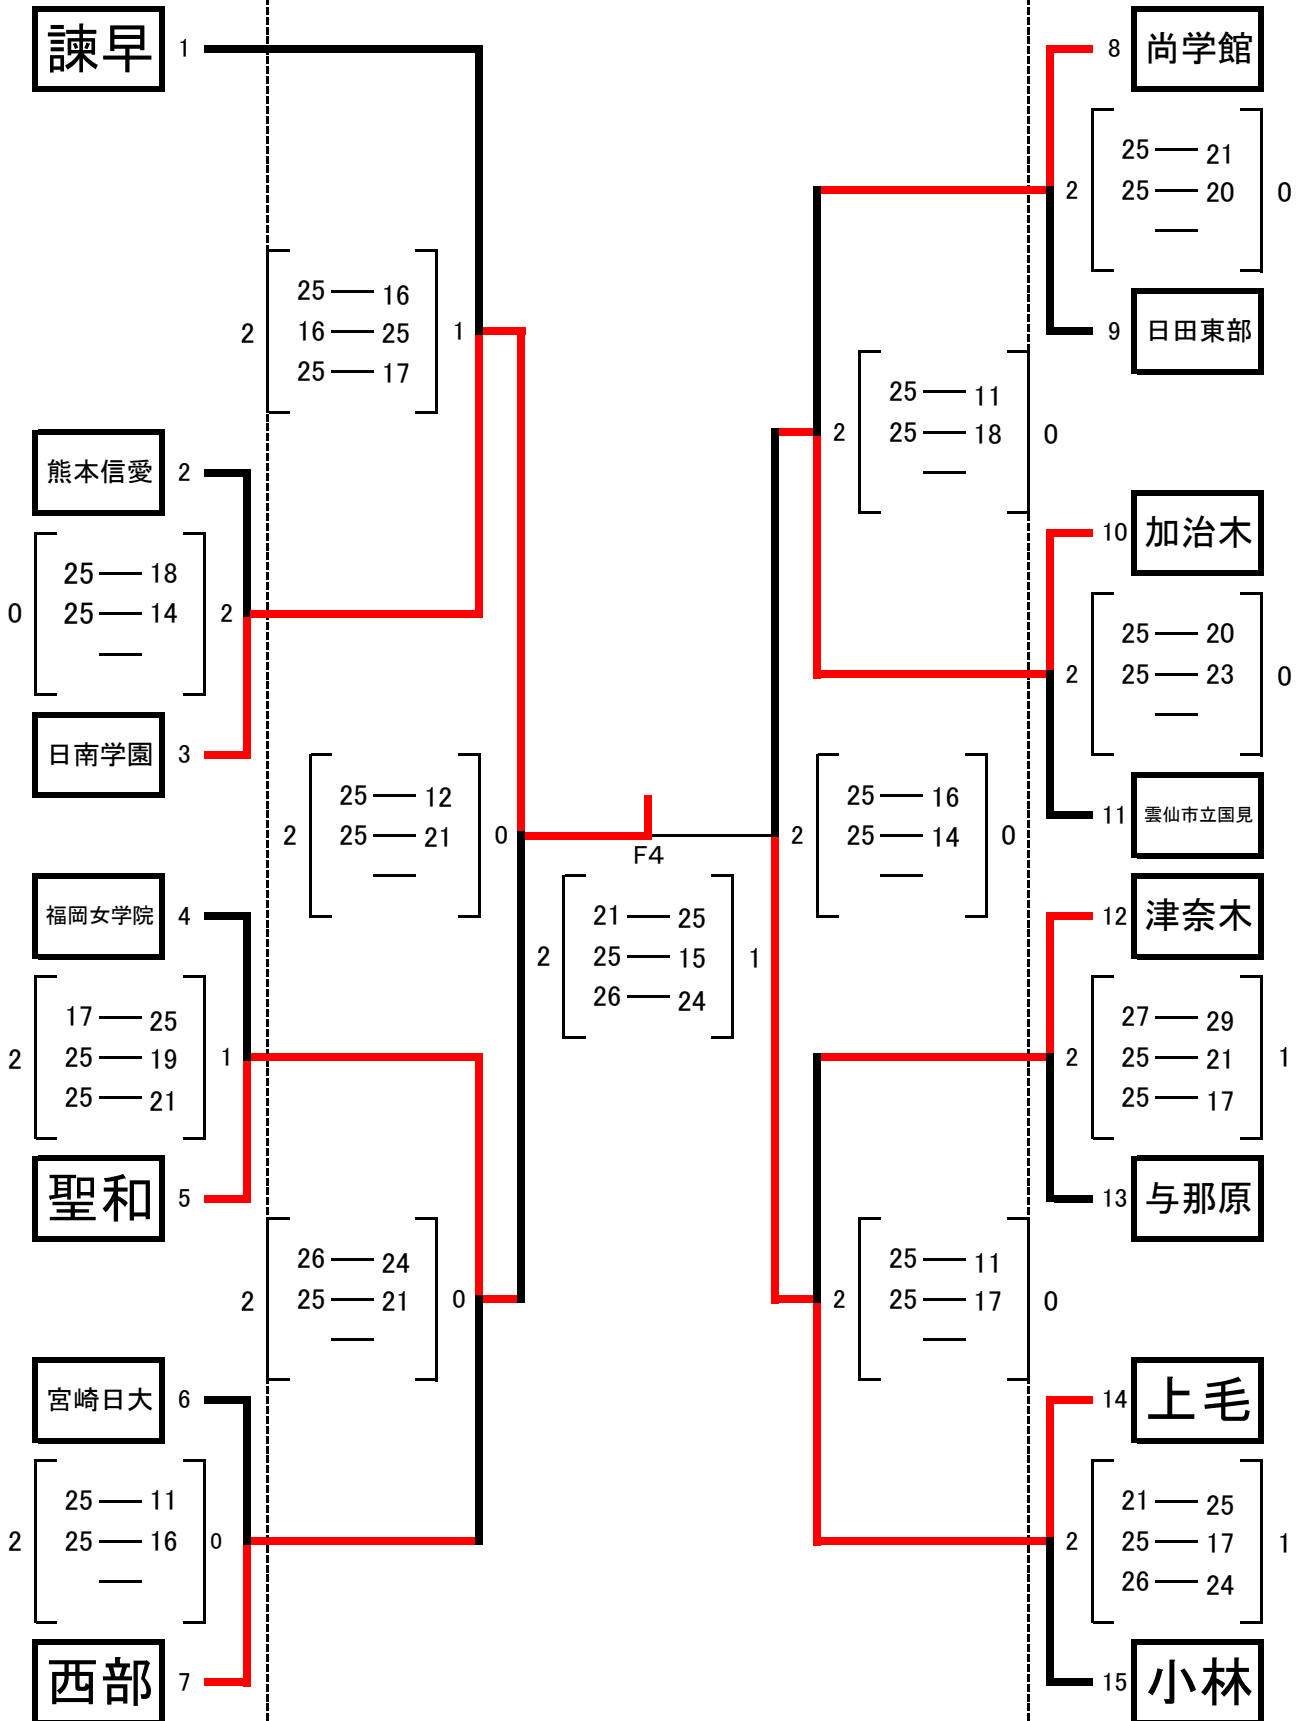 諫早 1
2
25 — 16
16 — 25
25 — 17
1
熊本信愛 2
0
25 — 18
25 — 14
—
2
日南学園 3
2
25 — 12
25 — 21
—
0
福岡女学院 4
2
17 — 25
25 — 19
25 — 21
1
聖和 5
2
26 — 24
25 — 21
—
0
宮崎日大 6
2
25 — 11
25 — 16
—
0
西部 7
F4
2
21 — 25
25 — 15
26 — 24
1
8 尚学館
2
25 — 21
25 — 20
—
0
9 日田東部
2
25 — 11
25 — 18
—
0
10 加治木
2
25 — 20
25 — 23
—
0
11 雲仙市立国見
2
25 — 16
25 — 14
—
0
12 津奈木
2
27 — 29
25 — 21
25 — 17
1
13 与那原
2
25 — 11
25 — 17
—
0
14 上毛
2
21 — 25
25 — 17
26 — 24
1
15 小林